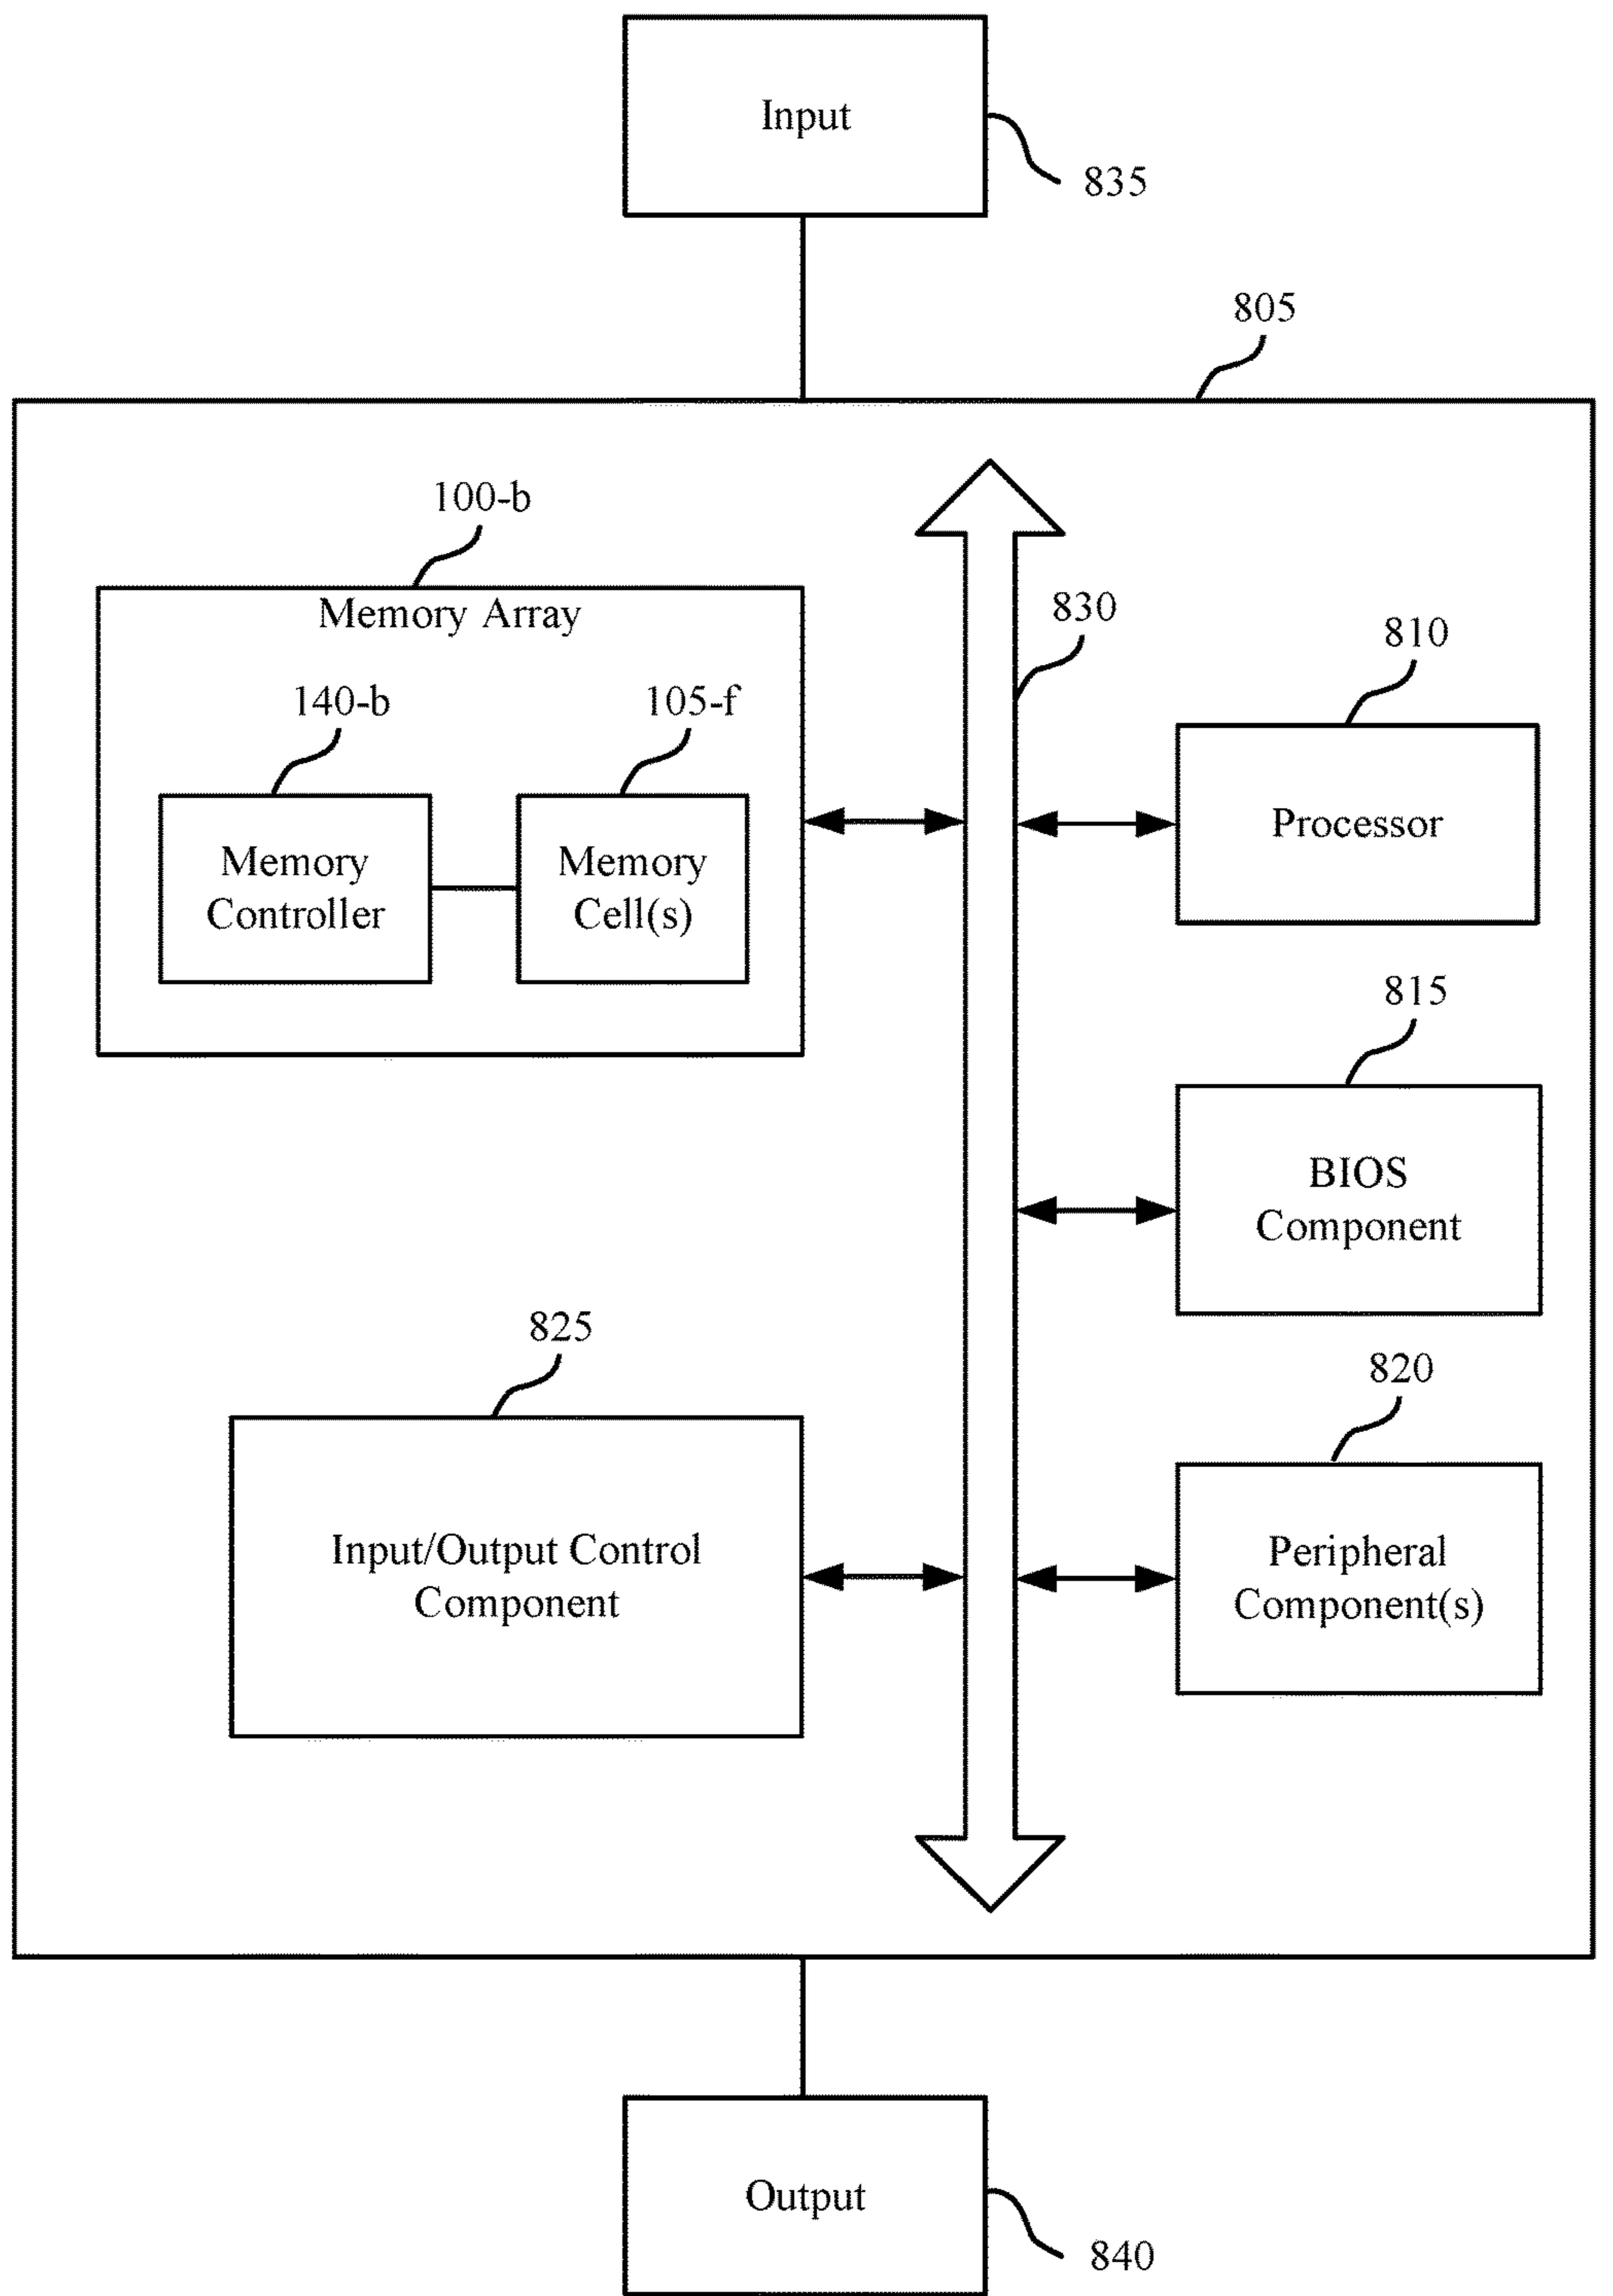 Input
835
805
100-b
Memory Array
830
810
140-b
105-f
Memory
Controller
Memory
Cell(s)
Processor
815
BIOS
Component
825
820
Input/Output Control
Component
Peripheral
Component(s)
Output
840